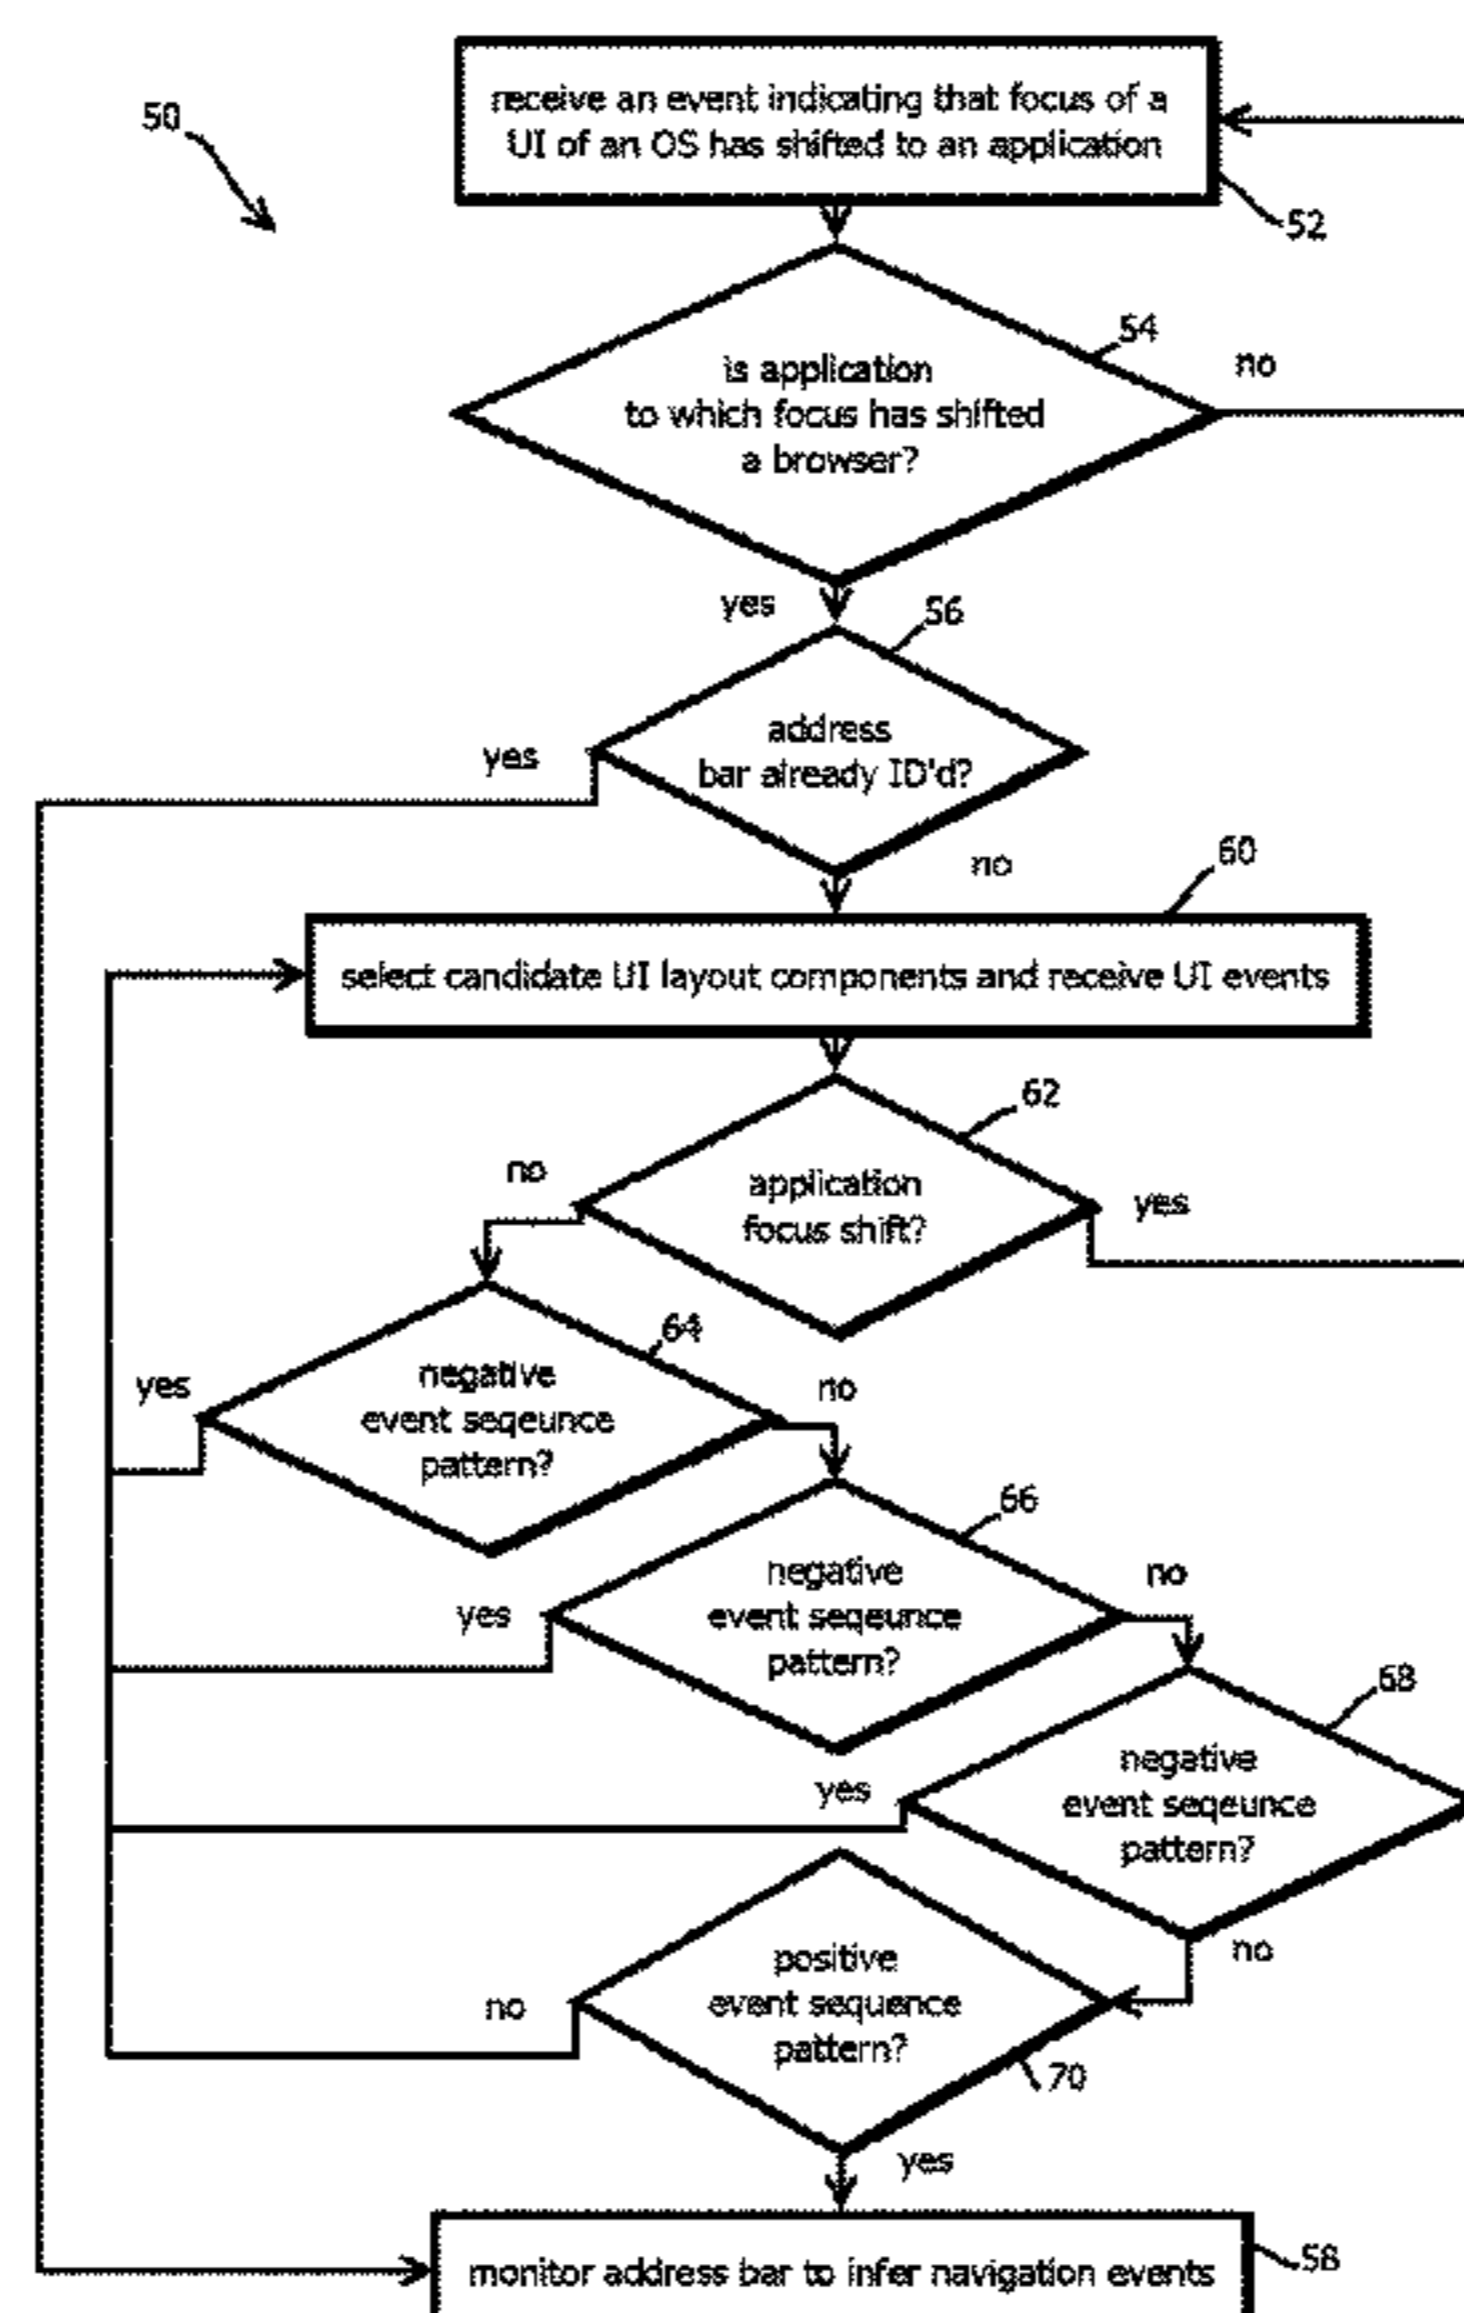 50
receive an event indicating that focus of a
UI of an OS has shifted to an application
52
54
no
is application
to which focus has shifted
a browser?
yes
56
address
bar already ID'd?
yes
no
60
select candidate UI layout components and receive UI events
62
no
application
focus shift?
yes
64
yes
negative
event seqeunce
pattern?
no
66
negative
event seqeunce
pattern?
yes
no
68
negative
event seqeunce
pattern?
yes
no
positive
event sequence
pattern?
no
70
yes
monitor address bar to infer navigation events
58